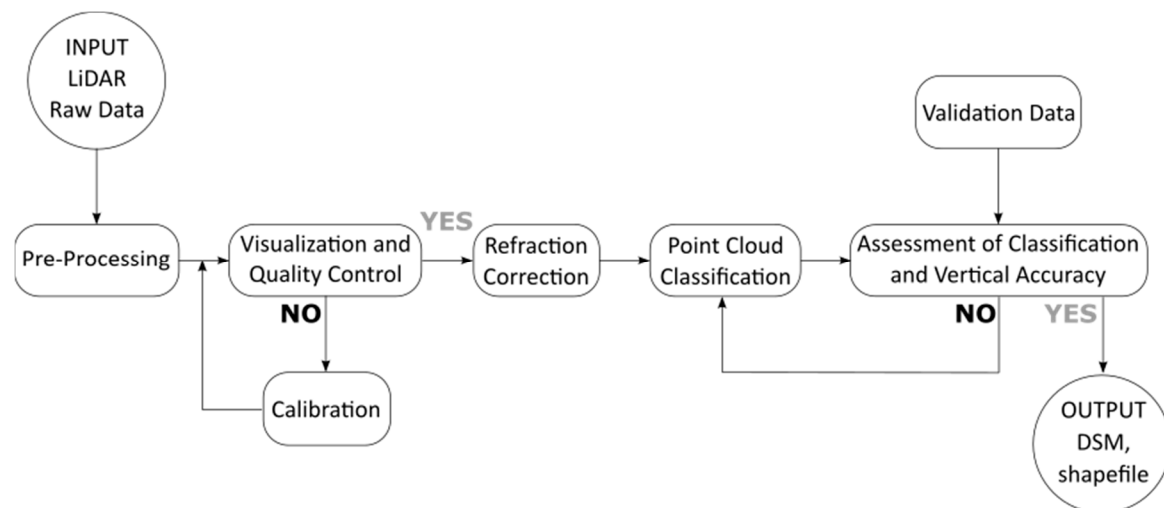 INPUT
LiDAR
Raw Data
Validation Data
Pre-Processing
Visualization and
Quality Control
YES
Refraction
Correction
Point Cloud
Classification
Assessment of Classification
and Vertical Accuracy
NO
NO
YES
Calibration
OUTPUT
DSM,
shapefile